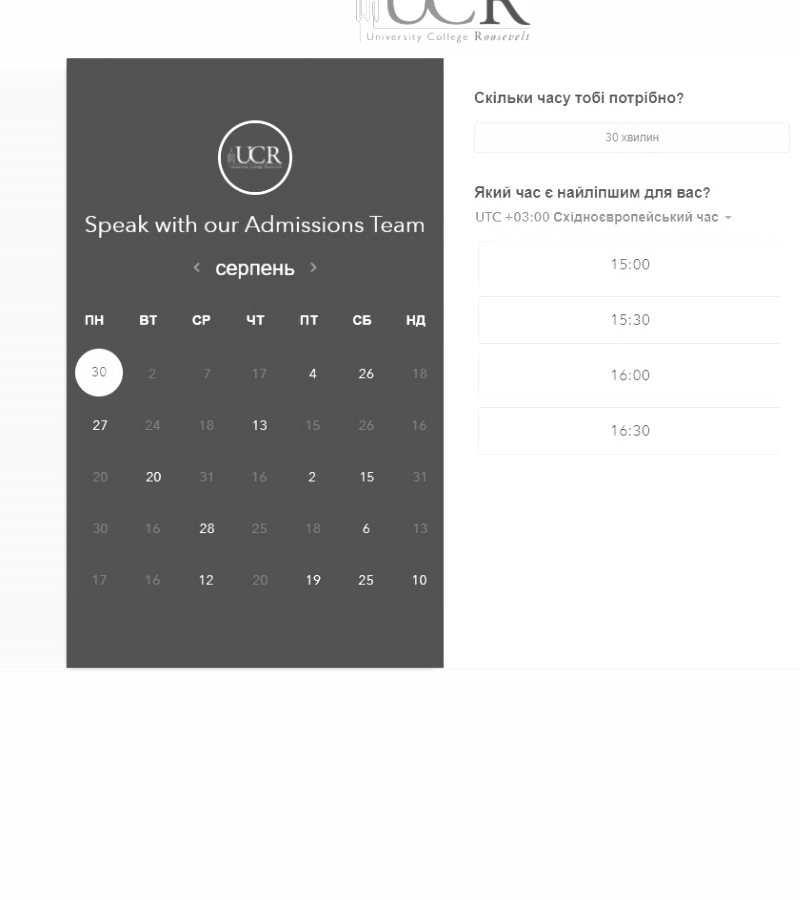 UCR
University College Roosevelt
UCR
Speak with our Admissions Team
серпень
ПН ВТ СР ЧТ ПТ СБ НД
30 2 7 17 4 26 18
27 24 18 13 15 26 16
20 20 31 16 2 15 31
30 16 28 25 18 6 13
17 16 12 20 19 25 10
Скільки часу тобі потрібно?
30 хвилин
Який час є найліпшим для вас?
UTC +03:00 Східноєвропейський час
15:00
15:30
16:00
16:30